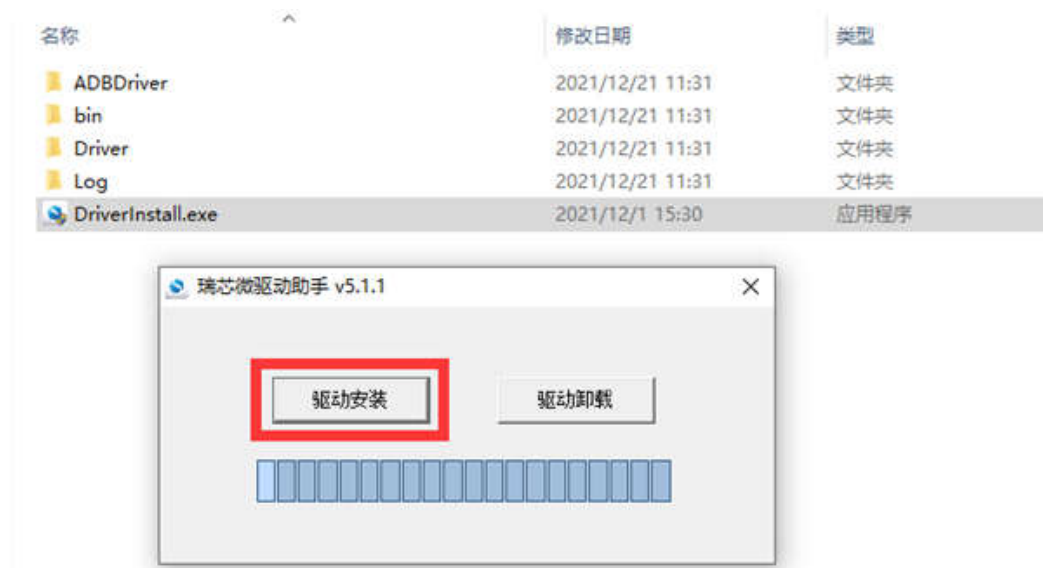 名称 修改日期 类型
ADBDriver 2021/12/21 11:31 文件夹
bin 2021/12/21 11:31 文件夹
Driver 2021/12/21 11:31 文件夹
Log 2021/12/21 11:31 文件夹
DriverInstall.exe 2021/12/1 15:30 应用程序
瑞芯微驱动助手 v5.1.1
驱动安装 驱动卸载